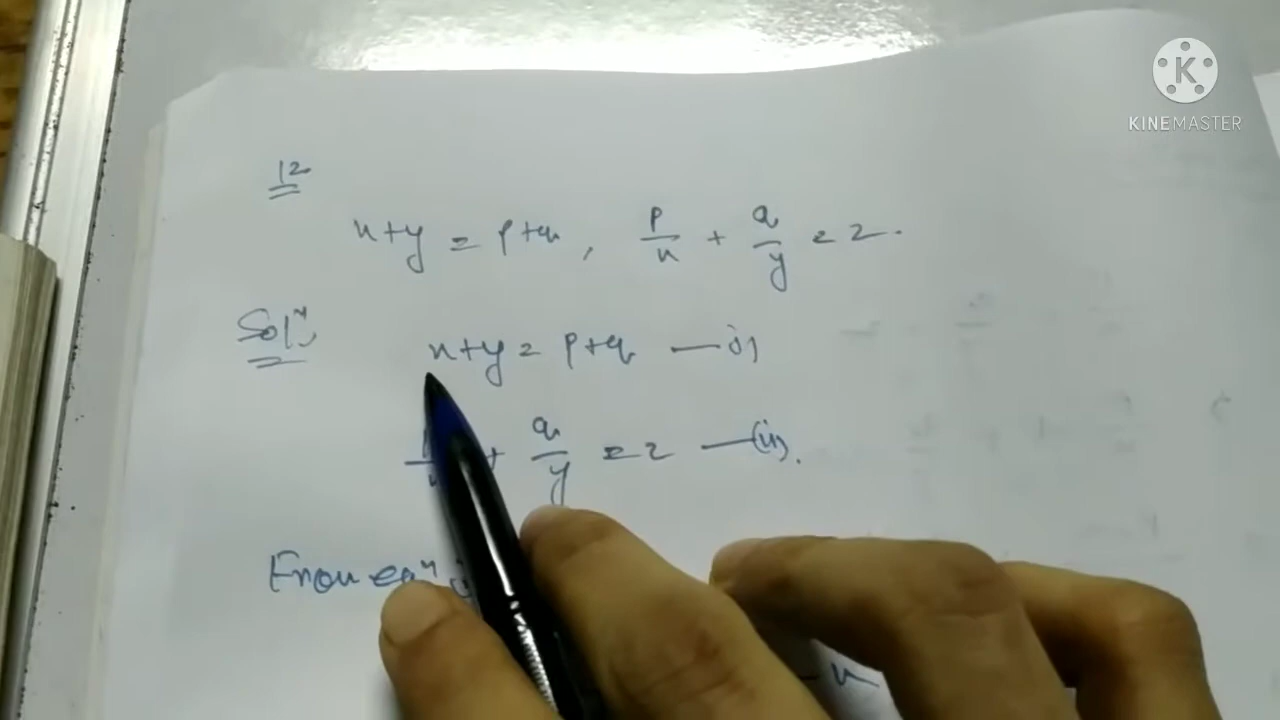 K
KINEMASTER
12
x+y = p+q, p/x + q/y = 2.
Solⁿ
x+y = p+q —(i)
+ q/y = 2 —(ii).
From eqⁿ
- x